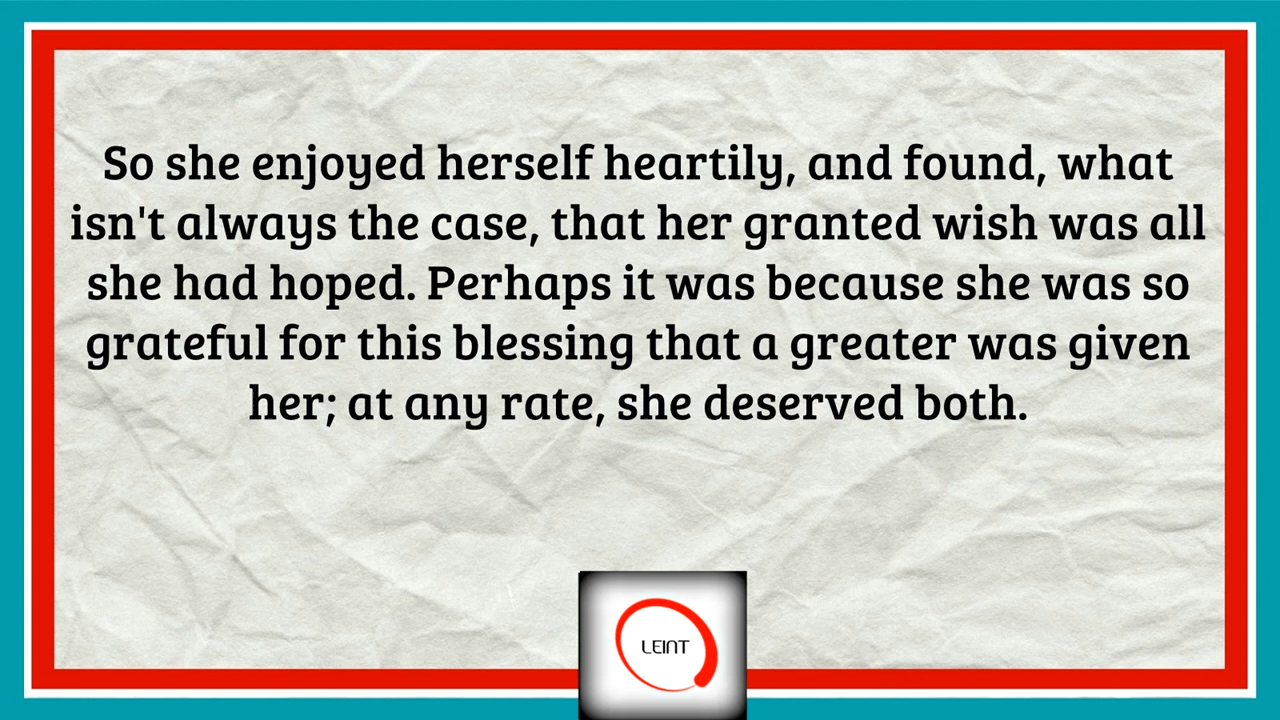 So she enjoyed herself heartily, and found, what
isn't always the case, that her granted wish was all
she had hoped. Perhaps it was because she was so
grateful for this blessing that a greater was given
her; at any rate, she deserved both.
LEINT